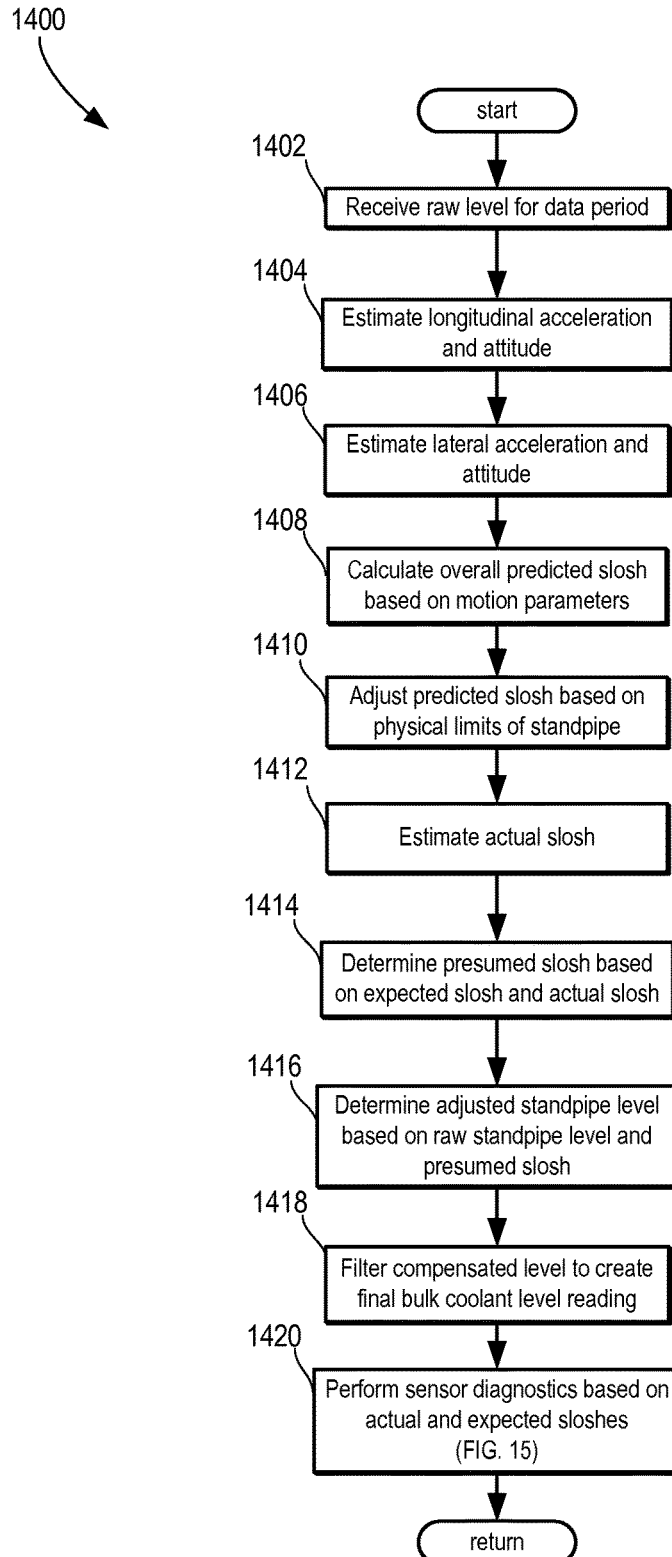 1400
start
1402
Receive raw level for data period
1404
Estimate longitudinal acceleration
and attitude
1406
Estimate lateral acceleration and
attitude
1408
Calculate overall predicted slosh
based on motion parameters
1410
Adjust predicted slosh based on
physical limits of standpipe
1412
Estimate actual slosh
1414
Determine presumed slosh based
on expected slosh and actual slosh
1416
Determine adjusted standpipe level
based on raw standpipe level and
presumed slosh
1418
Filter compensated level to create
final bulk coolant level reading
1420
Perform sensor diagnostics based on
actual and expected sloshes
(FIG. 15)
return